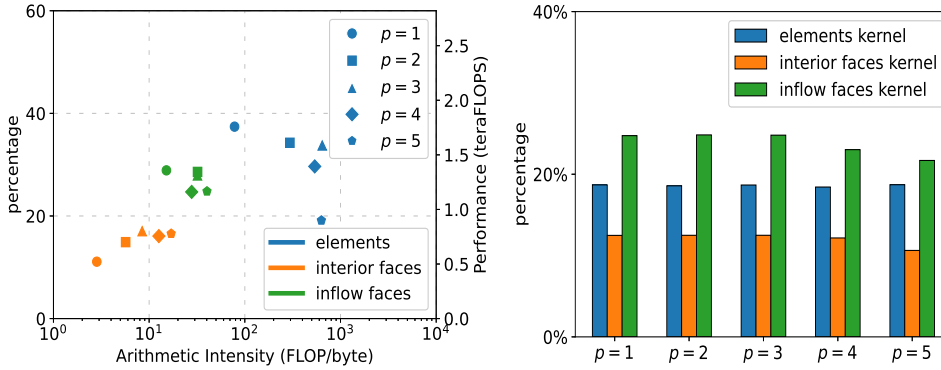 60
40
20
0
percentage
10^0
10^1
10^2
10^3
10^4
Arithmetic Intensity (FLOP/byte)
2.5
2.0
1.5
1.0
0.5
0.0
Performance (teraFLOPS)
p = 1
p = 2
p = 3
p = 4
p = 5
elements
interior faces
inflow faces
40%
20%
0%
percentage
elements kernel
interior faces kernel
inflow faces kernel
p = 1
p = 2
p = 3
p = 4
p = 5